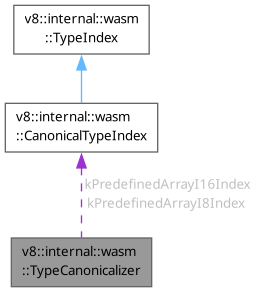 v8::internal::wasm
::TypeIndex
v8::internal::wasm
::CanonicalTypeIndex
kPredefinedArrayI16Index
kPredefinedArrayI8Index
v8::internal::wasm
::TypeCanonicalizer